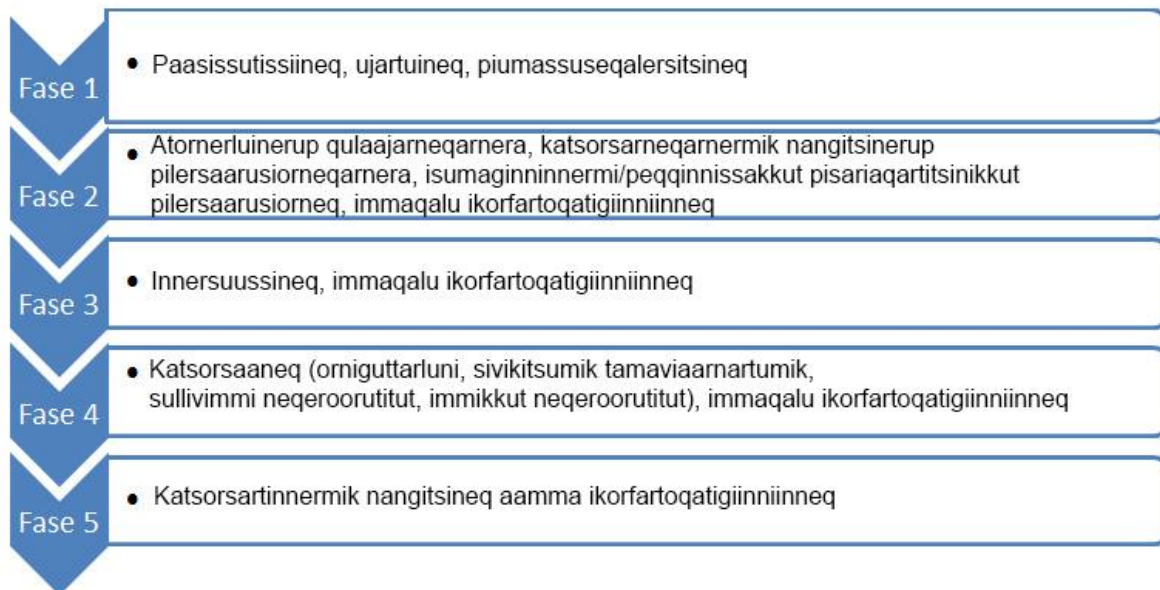 Fase 1
• Paasissutissiineq, ujartuineq, piumassuseqalersitsineq
Fase 2
• Atornerluinerup qulaajarneqarnera, katsorsarneqarnermik nangitsinerup
pilersaarusiorneqarnera, isumaginninnermi/peqqinnissakkut pisariaqartitsinikkut
pilersaarusiorneq, immaqalu ikorfartoqatigiinniinneq
Fase 3
• Innersuussineq, immaqalu ikorfartoqatigiinniinneq
Fase 4
• Katsorsaaneq (orniguttarluni, sivikitsumik tamaviaarnartumik,
sullivimmi neqeroorutitut, immikkut neqeroorutitut), immaqalu ikorfartoqatigiinniinneq
Fase 5
• Katsorsartinnermik nangitsineq aamma ikorfartoqatigiinniinneq